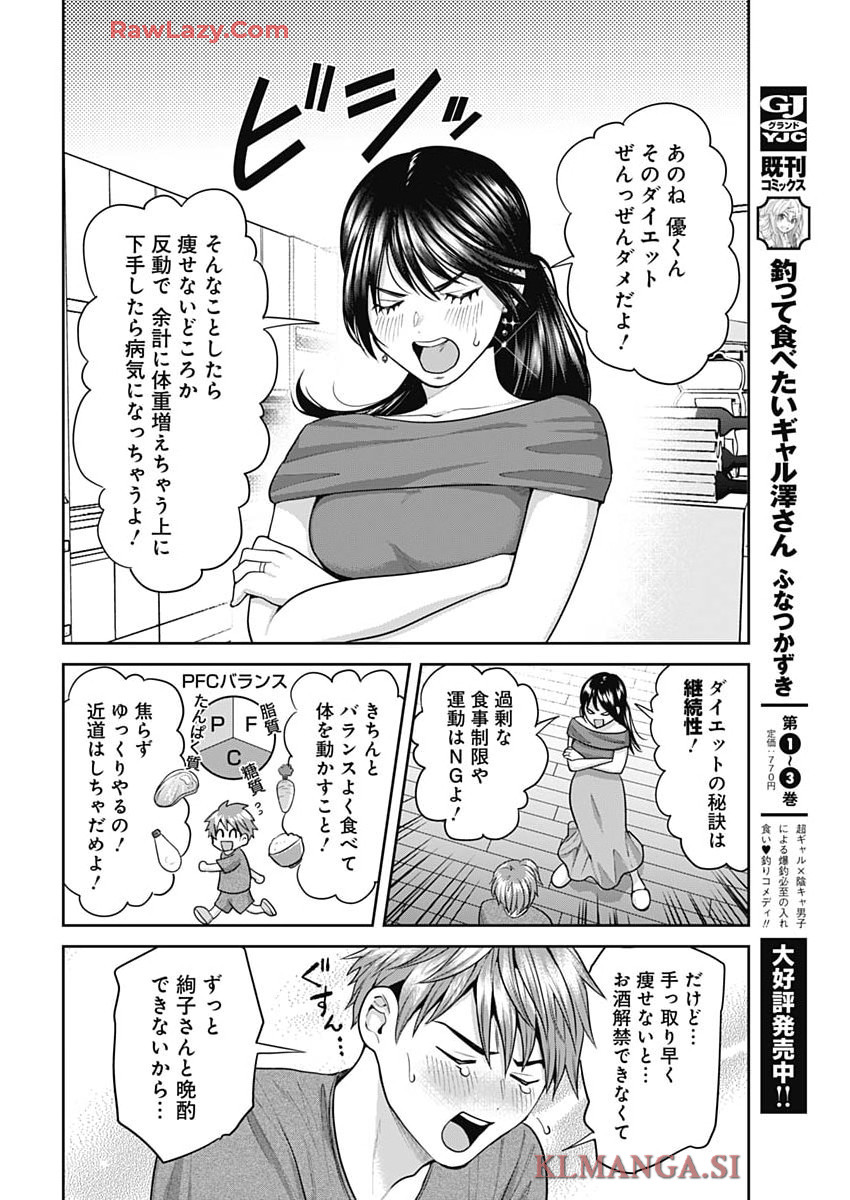 RawLazy.Com
ビシッ
あのね 優くん
そのダイエット
ぜんっぜんダメだよ!
そんなことしたら
痩せないどころか
反動で 余計に体重増えちゃう上に
下手したら病気になっちゃうよ!
ダイエットの秘訣は
継続性!
過剰な
食事制限や
運動はNGよ!
きちんと
バランスよく食べて
体を動かすこと!
PFCバランス
たんぱく質
脂質
糖質
P
F
C
焦らず
ゆっくりやるの!
近道はしちゃだめよ!
だけど…
手っ取り早く
痩せないと…
お酒解禁できなくて
ぐすん…
ずっと
絢子さんと晩酌
できないから…
GJ
グランド
YJC
既刊
コミックス
釣って食べたいギャル澤さん ふなつかずき
第1~3巻
定価:770円
超ギャル×陰キャ男子
による爆釣必至の入れ
食い♥釣りコメディ!!
大好評発売中!!
KLMANGA.SI